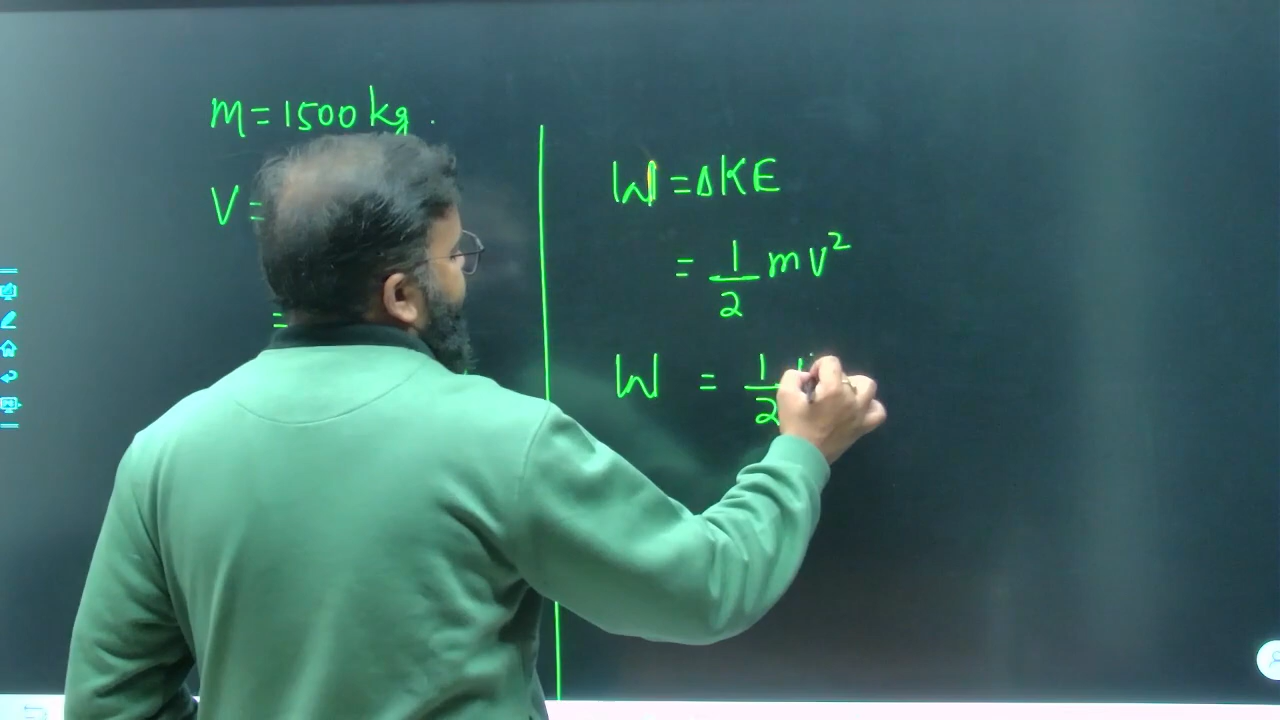 m = 1500 kg.
V =
=
W = ΔKE
= 1/2 mv²
W = 1/2